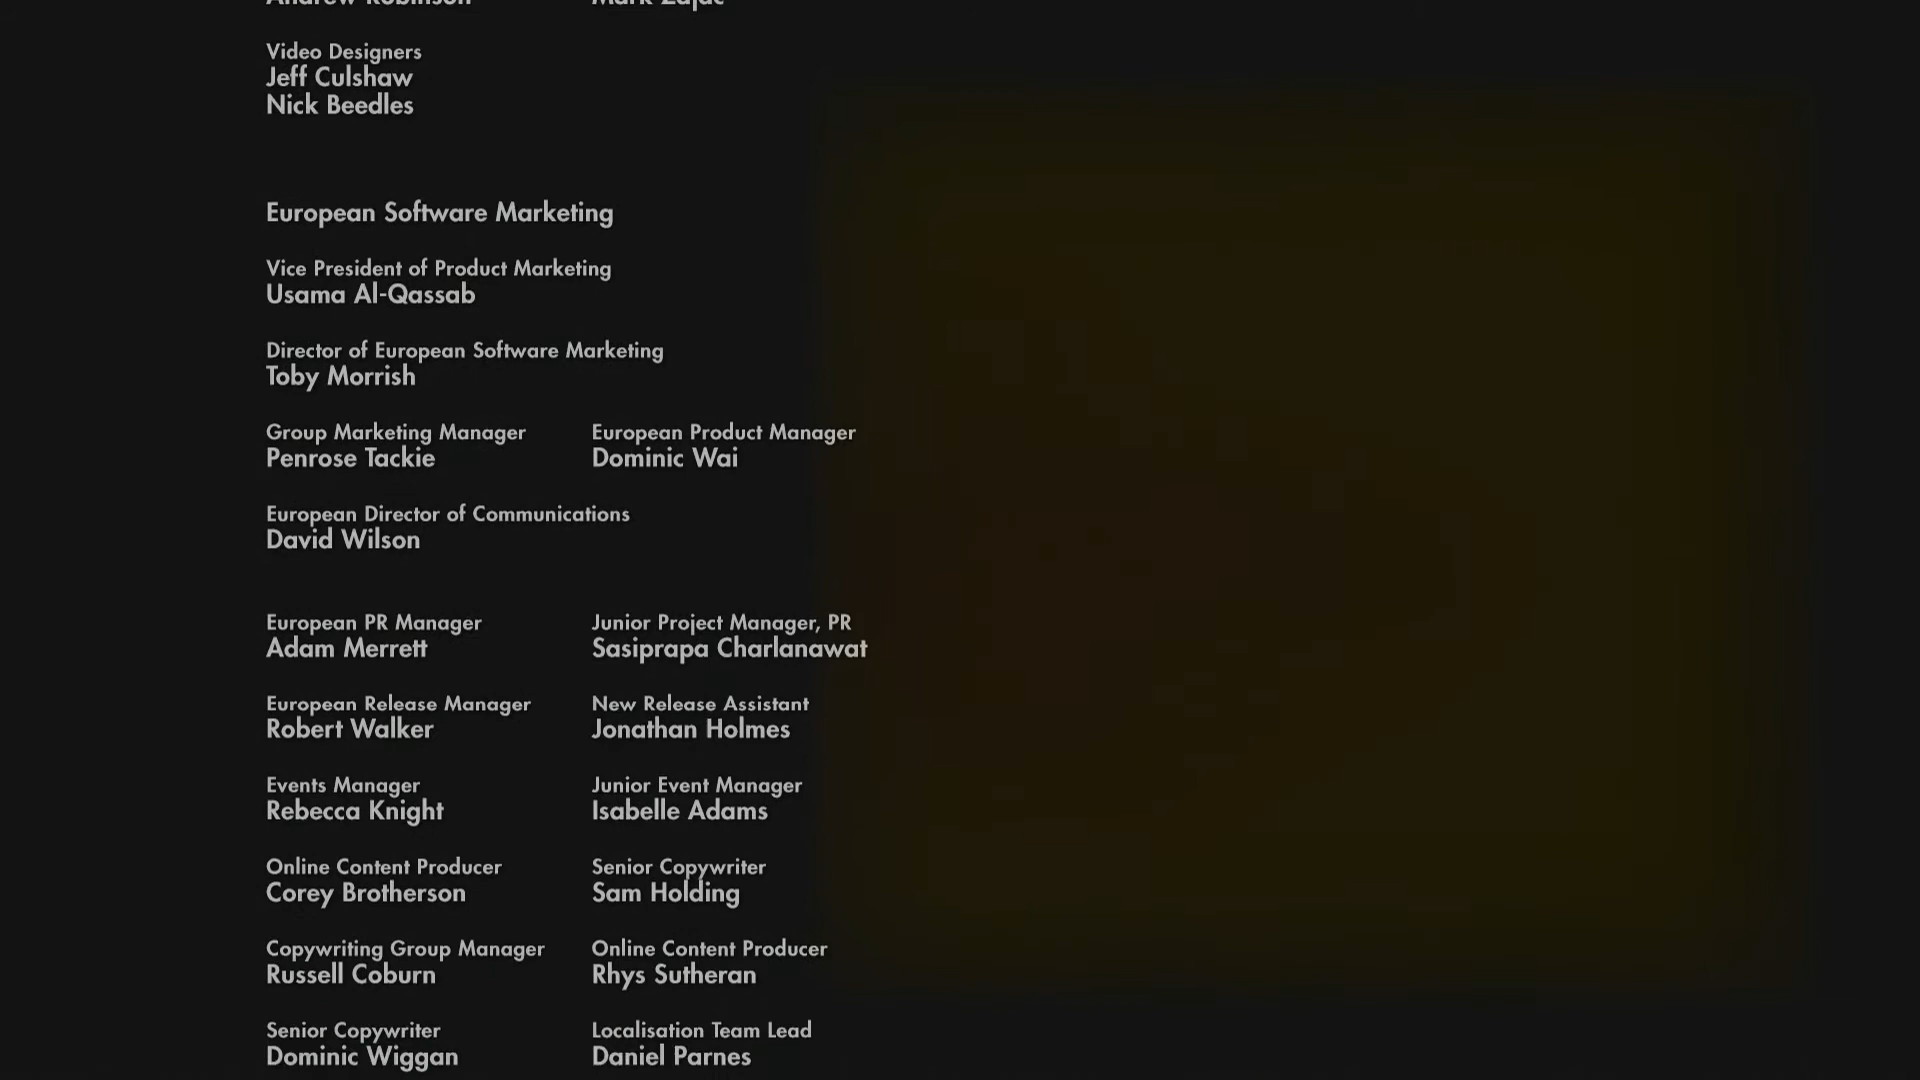 Andrew Robinson
Mark Zajac
Video Designers
Jeff Culshaw
Nick Beedles
European Software Marketing
Vice President of Product Marketing
Usama Al-Qassab
Director of European Software Marketing
Toby Morrish
Group Marketing Manager
Penrose Tackie
European Product Manager
Dominic Wai
European Director of Communications
David Wilson
European PR Manager
Adam Merrett
Junior Project Manager, PR
Sasiprapa Charlanawat
European Release Manager
Robert Walker
New Release Assistant
Jonathan Holmes
Events Manager
Rebecca Knight
Junior Event Manager
Isabelle Adams
Online Content Producer
Corey Brotherson
Senior Copywriter
Sam Holding
Copywriting Group Manager
Russell Coburn
Online Content Producer
Rhys Sutheran
Senior Copywriter
Dominic Wiggan
Localisation Team Lead
Daniel Parnes